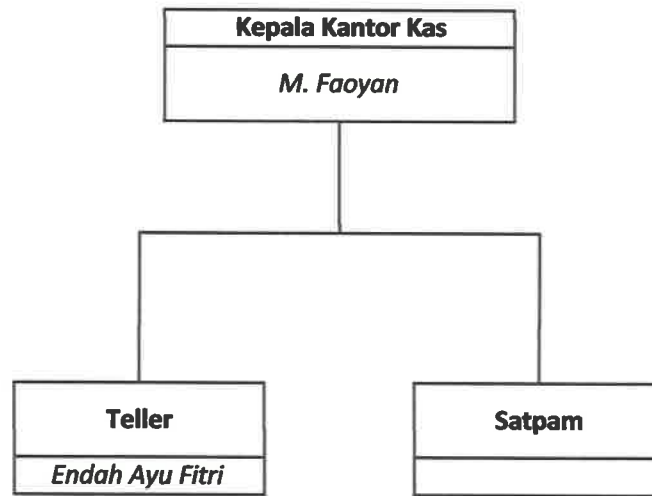 Kepala Kantor Kas
M. Faoyan
Teller
Endah Ayu Fitri
Satpam